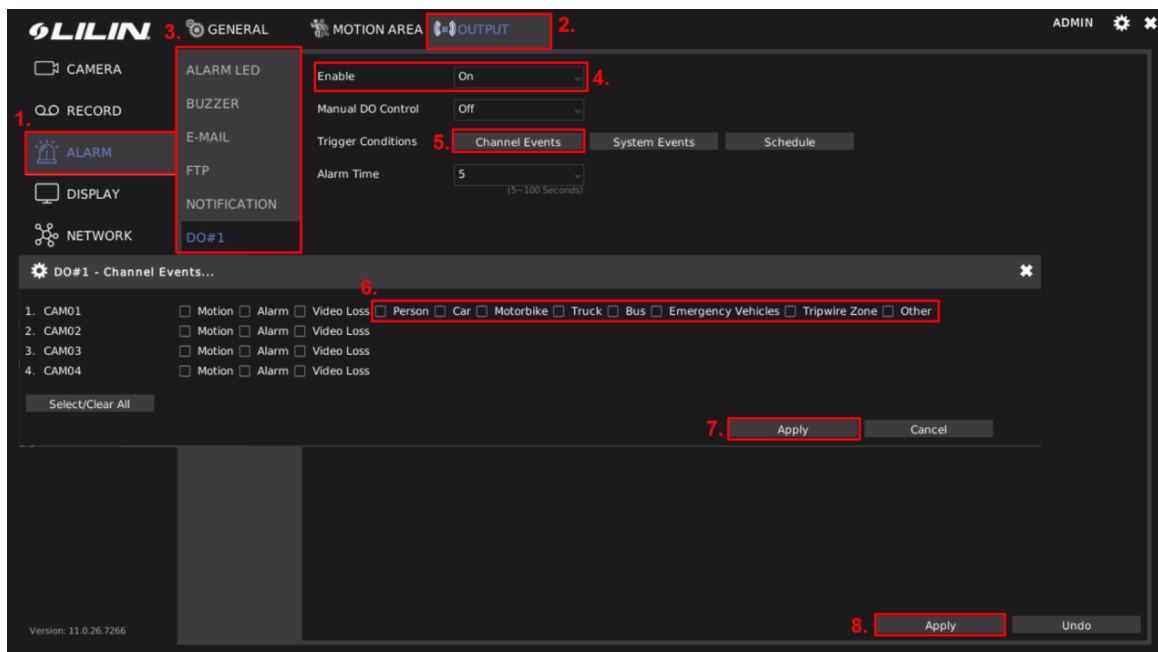 LILIN
3. GENERAL MOTION AREA OUTPUT 2. ADMIN
CAMERA
RECORD
1. ALARM
DISPLAY
NETWORK
ALARM LED
BUZZER
E-MAIL
FTP
NOTIFICATION
DO#1
Enable On 4.
Manual DO Control Off
Trigger Conditions 5. Channel Events System Events Schedule
Alarm Time 5
(5~100 Seconds)
DO#1 - Channel Events...
6.
1. CAM01 Motion Alarm Video Loss Person Car Motorbike Truck Bus Emergency Vehicles Tripwire Zone Other
2. CAM02 Motion Alarm Video Loss
3. CAM03 Motion Alarm Video Loss
4. CAM04 Motion Alarm Video Loss
Select/Clear All
7. Apply Cancel
Version: 11.0.26.7266
8. Apply Undo